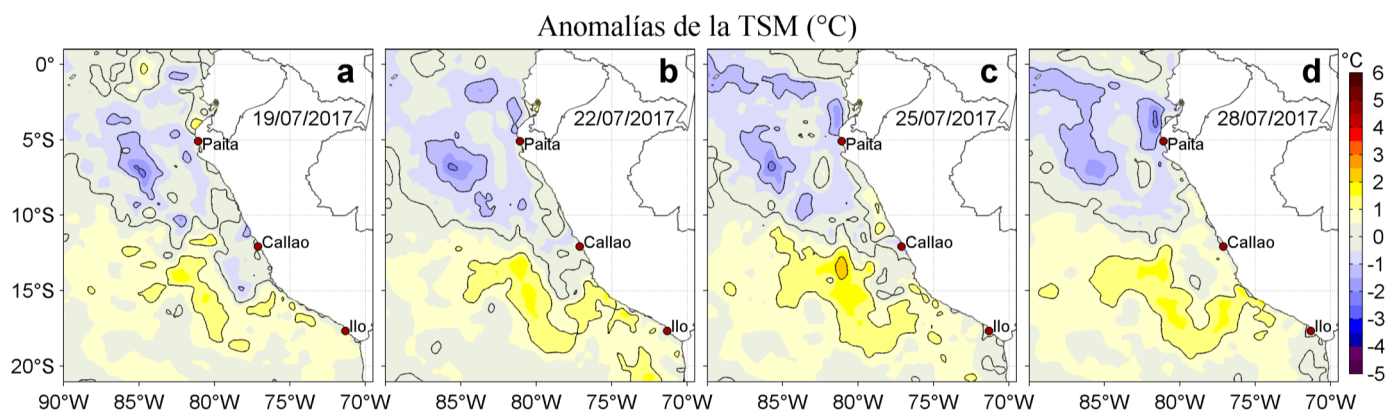 Anomalías de la TSM (°C)
a
19/07/2017
Paita
Callao
Ilo
b
22/07/2017
Paita
Callao
Ilo
c
25/07/2017
Paita
Callao
Ilo
d
28/07/2017
Paita
Callao
Ilo
0°
5°S
10°S
15°S
20°S
90°W 85°W 80°W 75°W 70°W
85°W 80°W 75°W 70°W
85°W 80°W 75°W 70°W
85°W 80°W 75°W 70°W
°C
6
5
4
3
2
1
0
-1
-2
-3
-4
-5